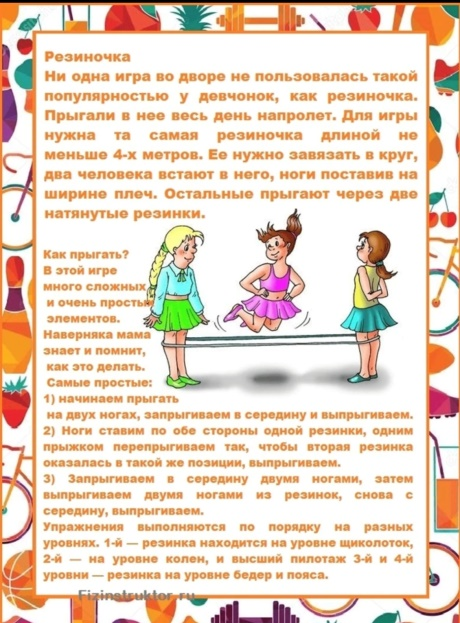 Резиночка
Ни одна игра во дворе не пользовалась такой
популярностью у девчонок, как резиночка.
Прыгали в нее весь день напролет. Для игры
нужна та самая резиночка длиной не
меньше 4-х метров. Ее нужно завязать в круг,
два человека встают в него, ноги поставив на
ширине плеч. Остальные прыгают через две
натянутые резинки.
Как прыгать?
В этой игре
много сложных
и очень простых
элементов.
Наверняка мама
знает и помнит,
как это делать.
Самые простые:
1) начинаем прыгать
на двух ногах, запрыгиваем в середину и выпрыгиваем.
2) Ноги ставим по обе стороны одной резинки, одним
прыжком перепрыгиваем так, чтобы вторая резинка
оказалась в такой же позиции, выпрыгиваем.
3) Запрыгиваем в середину двумя ногами, затем
выпрыгиваем двумя ногами из резинок, снова с
середину, выпрыгиваем.
Упражнения выполняются по порядку на разных
уровнях. 1-й — резинка находится на уровне щиколоток,
2-й — на уровне колен, и высший пилотаж 3-й и 4-й
уровни — резинка на уровне бедер и пояса.
Fizinstruktor.ru